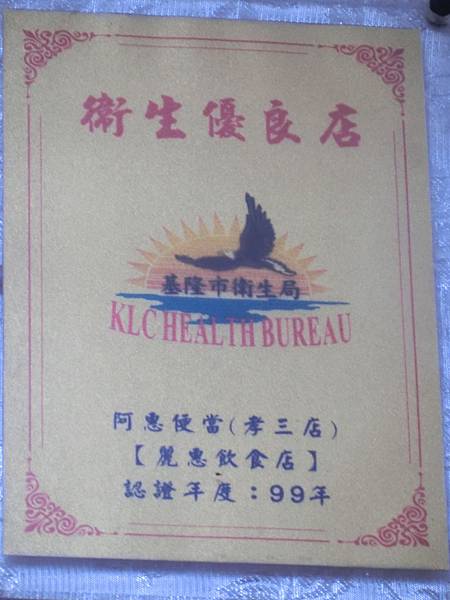 衛生優良店
基隆市衛生局
KLC HEALTH BUREAU
阿惠便當(孝三店)
【麗惠飲食店】
認證年度：99年